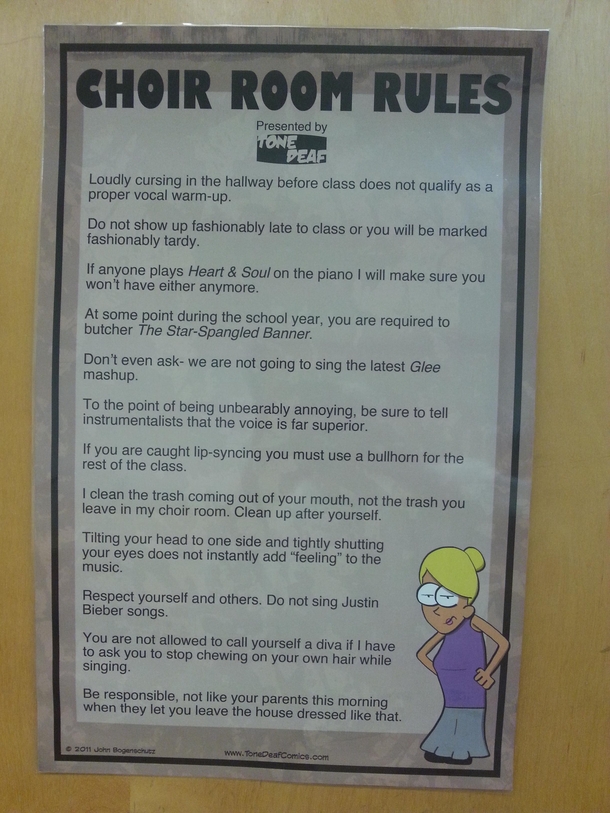 CHOIR ROOM RULES
Presented by
TONE
DEAF
Loudly cursing in the hallway before class does not qualify as a
proper vocal warm-up.
Do not show up fashionably late to class or you will be marked
fashionably tardy.
If anyone plays Heart & Soul on the piano I will make sure you
won't have either anymore.
At some point during the school year, you are required to
butcher The Star-Spangled Banner.
Don't even ask- we are not going to sing the latest Glee
mashup.
To the point of being unbearably annoying, be sure to tell
instrumentalists that the voice is far superior.
If you are caught lip-syncing you must use a bullhorn for the
rest of the class.
I clean the trash coming out of your mouth, not the trash you
leave in my choir room. Clean up after yourself.
Tilting your head to one side and tightly shutting
your eyes does not instantly add "feeling" to the
music.
Respect yourself and others. Do not sing Justin
Bieber songs.
You are not allowed to call yourself a diva if I have
to ask you to stop chewing on your own hair while
singing.
Be responsible, not like your parents this morning
when they let you leave the house dressed like that.
© 2011 John Bogenschutz
www.ToneDeafComics.com